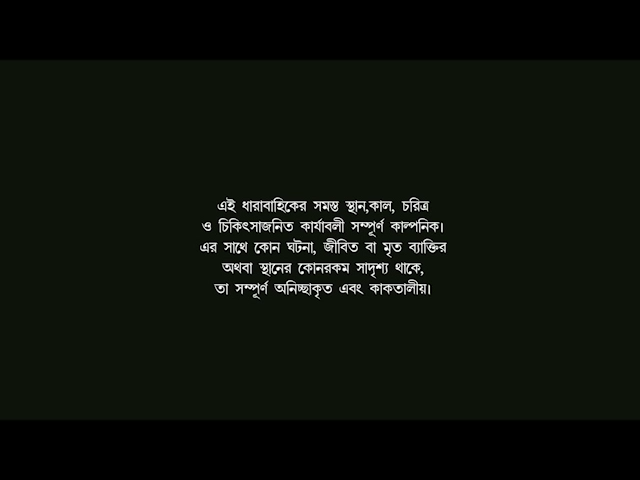 এই ধারাবাহিকের সমস্ত স্থান,কাল, চরিত্র
ও চিকিৎসাজনিত কার্যাবলী সম্পূর্ণ কাল্পনিক।
এর সাথে কোন ঘটনা, জীবিত বা মৃত ব্যাক্তির
অথবা স্থানের কোনরকম সাদৃশ্য থাকে,
তা সম্পূর্ণ অনিচ্ছাকৃত এবং কাকতালীয়।